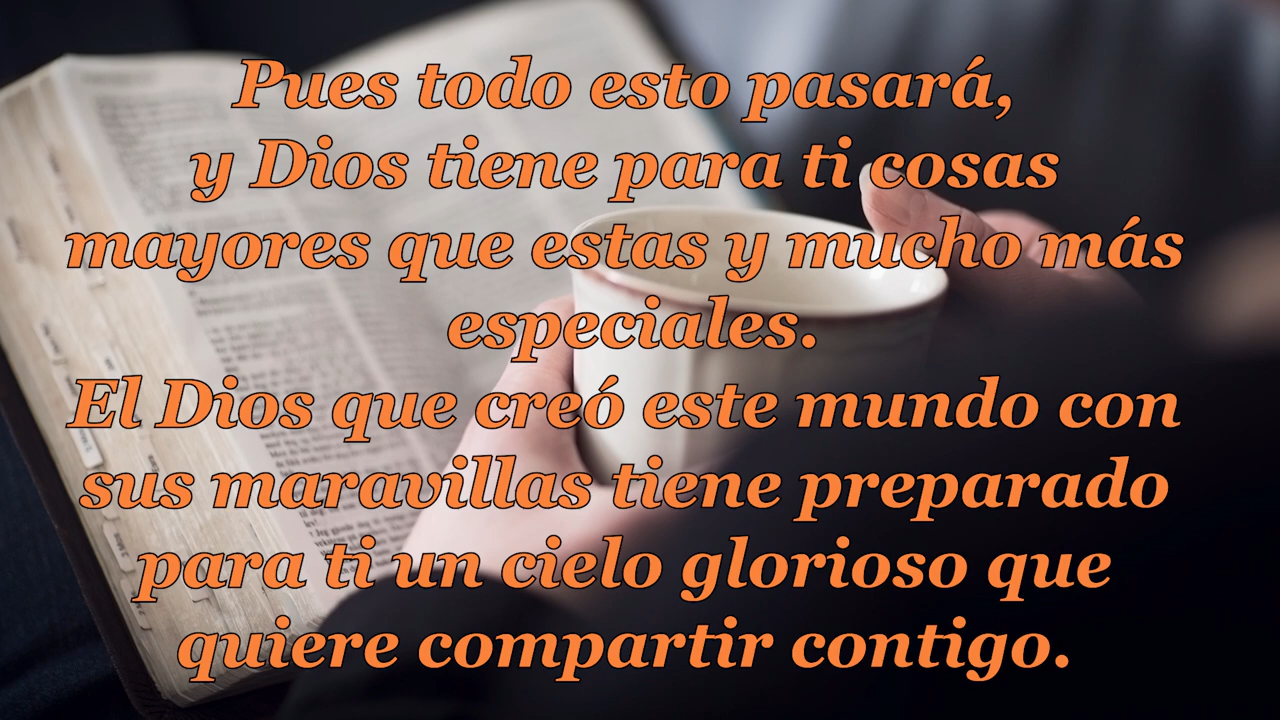 Pues todo esto pasará,
y Dios tiene para ti cosas
mayores que estas y mucho más
especiales.
El Dios que creó este mundo con
sus maravillas tiene preparado
para ti un cielo glorioso que
quiere compartir contigo.